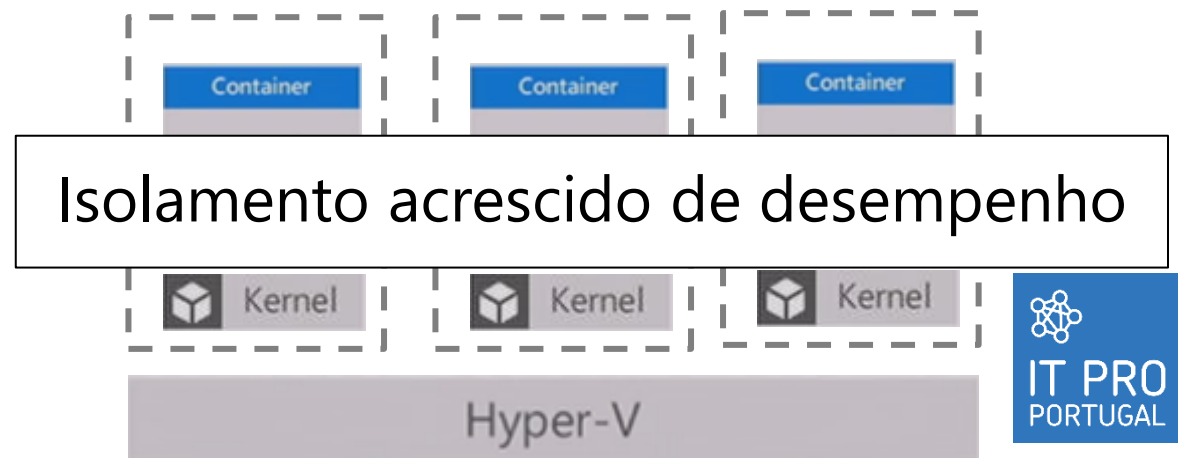 Container Container Container
Isolamento acrescido de desempenho
Kernel Kernel Kernel
Hyper-V
IT PRO
PORTUGAL